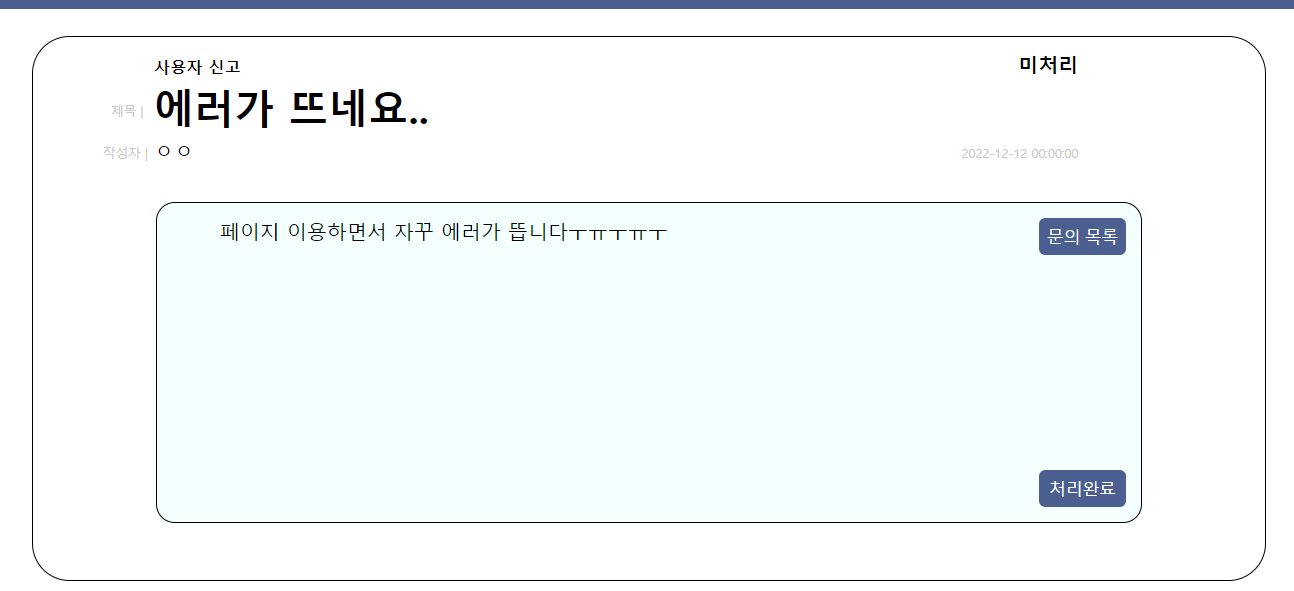 사용자 신고
미처리
제목 | 에러가 뜨네요..
작성자 | ㅇㅇ
2022-12-12 00:00:00
페이지 이용하면서 자꾸 에러가 뜹니다ㅜㅠㅜㅠㅜ
문의 목록
처리완료